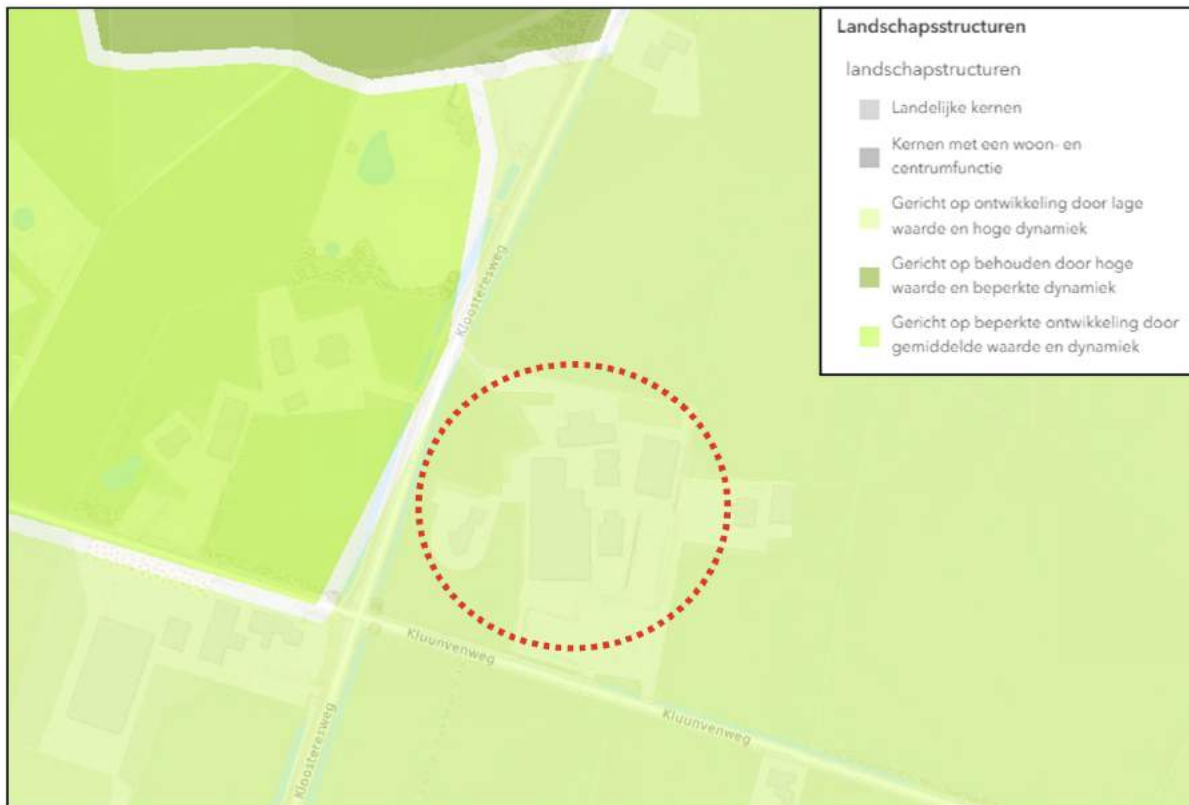 Landschapsstructuren
landschapstructuren
Landelijke kernen
Kernen met een woon- en
centrumfunctie
Gericht op ontwikkeling door lage
waarde en hoge dynamiek
Gericht op behouden door hoge
waarde en beperkte dynamiek
Gericht op beperkte ontwikkeling door
gemiddelde waarde en dynamiek
Kloosteresweg
Kluunvenweg
Kluunvenweg
Kloosteresweg